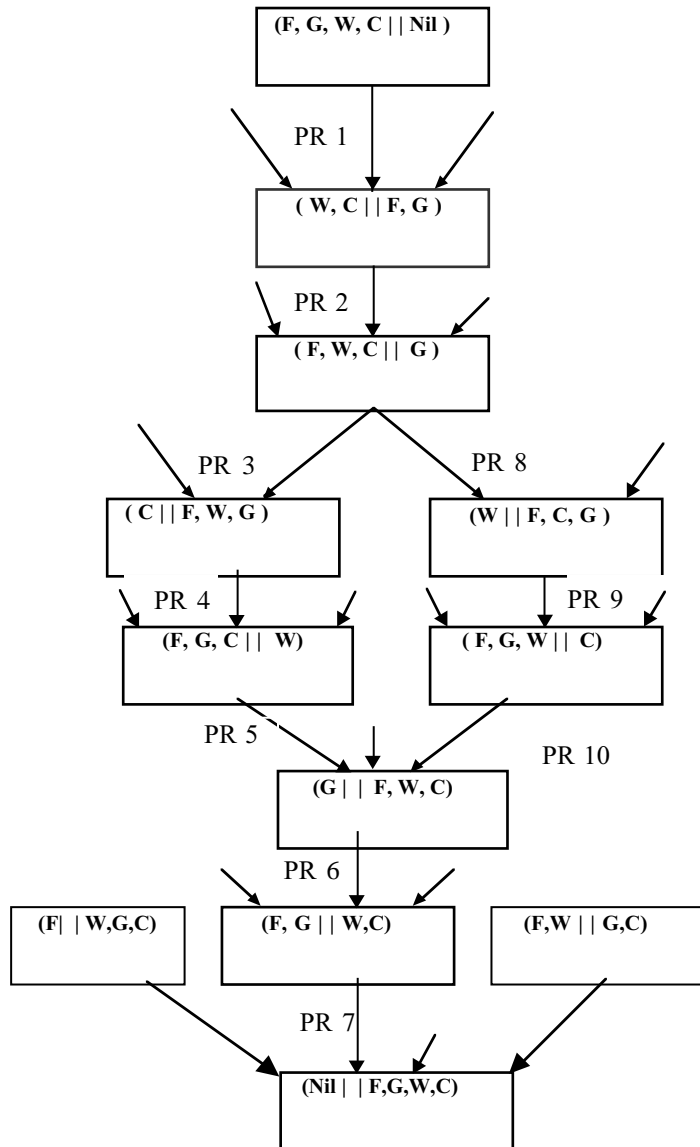 (F, G, W, C | | Nil )
PR 1
( W, C | | F, G )
PR 2
( F, W, C | |  G )
PR 3
PR 8
( C | | F, W, G )
(W | | F, C, G )
PR 4
PR 9
(F, G, C | |  W)
( F, G, W | |  C)
PR 5
PR 10
(G | |  F, W, C)
PR 6
(F| | W,G,C)
(F, G | | W,C)
(F,W | | G,C)
PR 7
(Nil | | F,G,W,C)